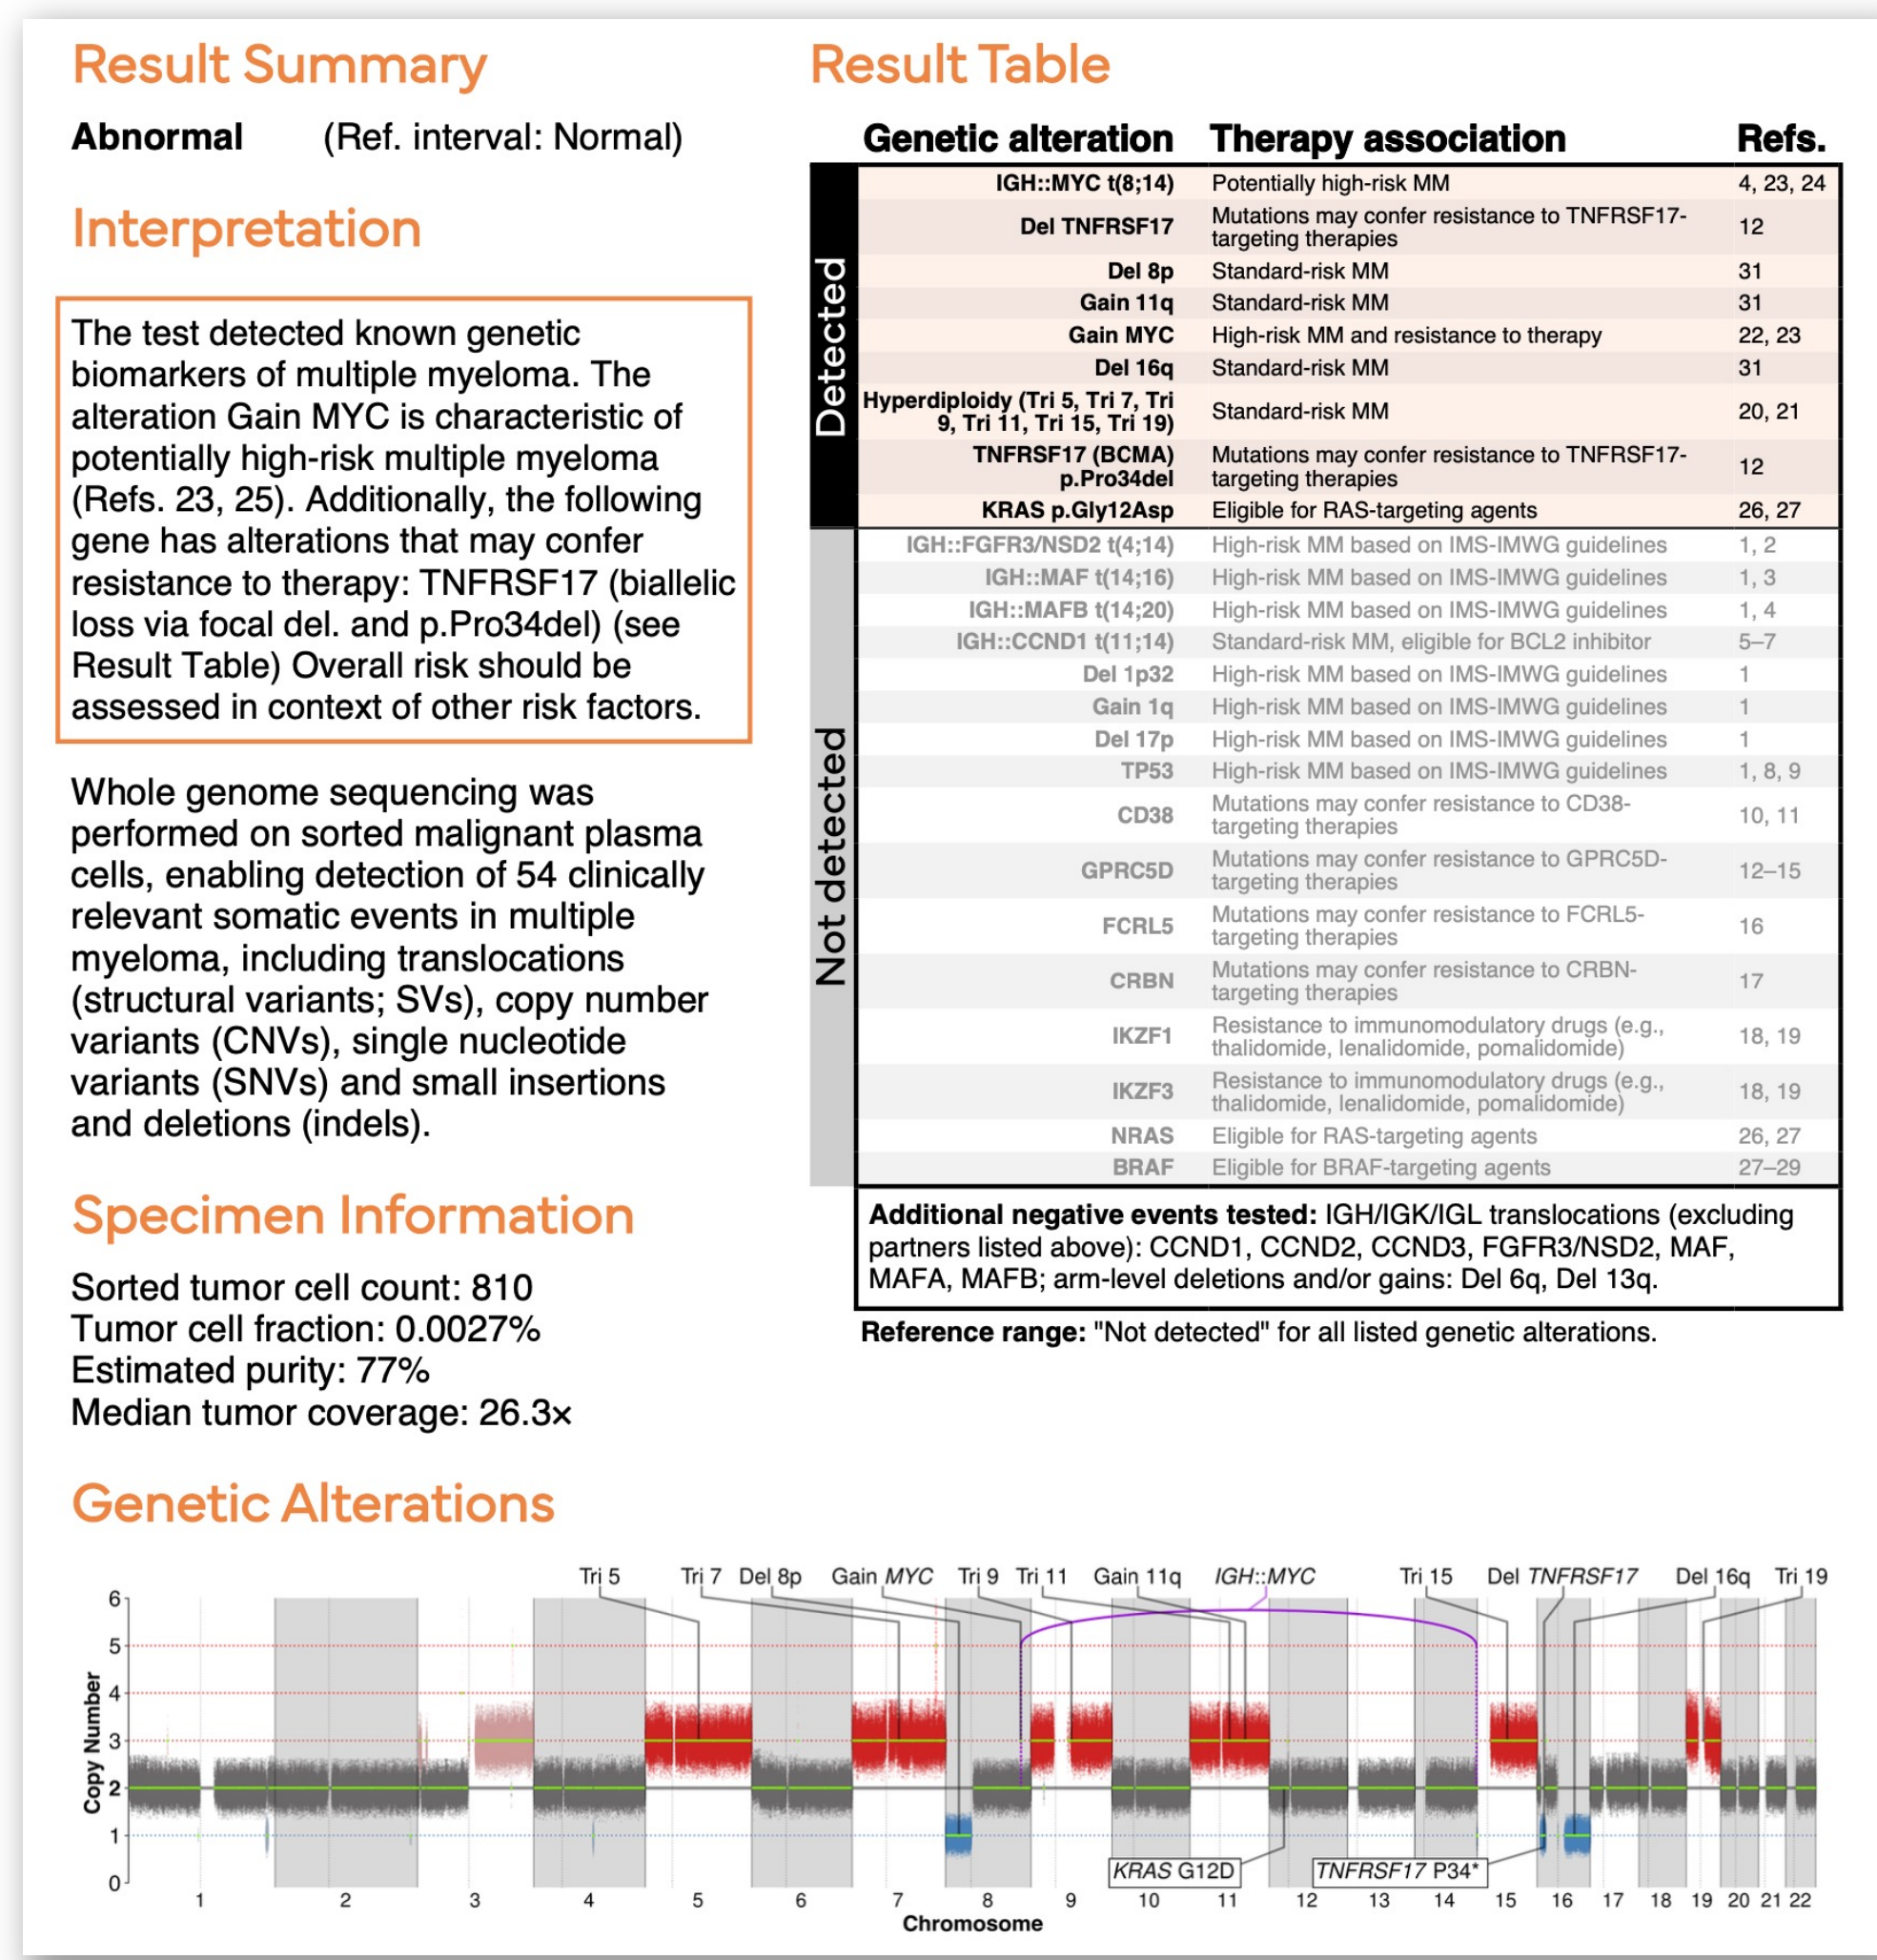 Result Summary
Abnormal (Ref. interval: Normal)
Interpretation
The test detected known genetic
biomarkers of multiple myeloma. The
alteration Gain MYC is characteristic of
potentially high-risk multiple myeloma
(Refs. 23, 25). Additionally, the following
gene has alterations that may confer
resistance to therapy: TNFRSF17 (biallelic
loss via focal del. and p.Pro34del) (see
Result Table) Overall risk should be
assessed in context of other risk factors.
Whole genome sequencing was
performed on sorted malignant plasma
cells, enabling detection of 54 clinically
relevant somatic events in multiple
myeloma, including translocations
(structural variants; SVs), copy number
variants (CNVs), single nucleotide
variants (SNVs) and small insertions
and deletions (indels).
Specimen Information
Sorted tumor cell count: 810
Tumor cell fraction: 0.0027%
Estimated purity: 77%
Median tumor coverage: 26.3×
Result Table
Genetic alteration Therapy association Refs.
Detected
IGH::MYC t(8;14) Potentially high-risk MM 4, 23, 24
Del TNFRSF17 Mutations may confer resistance to TNFRSF17-
targeting therapies 12
Del 8p Standard-risk MM 31
Gain 11q Standard-risk MM 31
Gain MYC High-risk MM and resistance to therapy 22, 23
Del 16q Standard-risk MM 31
Hyperdiploidy (Tri 5, Tri 7, Tri
9, Tri 11, Tri 15, Tri 19) Standard-risk MM 20, 21
TNFRSF17 (BCMA) Mutations may confer resistance to TNFRSF17-
p.Pro34del targeting therapies 12
KRAS p.Gly12Asp Eligible for RAS-targeting agents 26, 27
Not detected
IGH::FGFR3/NSD2 t(4;14) High-risk MM based on IMS-IMWG guidelines 1, 2
IGH::MAF t(14;16) High-risk MM based on IMS-IMWG guidelines 1, 3
IGH::MAFB t(14;20) High-risk MM based on IMS-IMWG guidelines 1, 4
IGH::CCND1 t(11;14) Standard-risk MM, eligible for BCL2 inhibitor 5–7
Del 1p32 High-risk MM based on IMS-IMWG guidelines 1
Gain 1q High-risk MM based on IMS-IMWG guidelines 1
Del 17p High-risk MM based on IMS-IMWG guidelines 1
TP53 High-risk MM based on IMS-IMWG guidelines 1, 8, 9
CD38 Mutations may confer resistance to CD38-
targeting therapies 10, 11
GPRC5D Mutations may confer resistance to GPRC5D-
targeting therapies 12–15
FCRL5 Mutations may confer resistance to FCRL5-
targeting therapies 16
CRBN Mutations may confer resistance to CRBN-
targeting therapies 17
IKZF1 Resistance to immunomodulatory drugs (e.g.,
thalidomide, lenalidomide, pomalidomide) 18, 19
IKZF3 Resistance to immunomodulatory drugs (e.g.,
thalidomide, lenalidomide, pomalidomide) 18, 19
NRAS Eligible for RAS-targeting agents 26, 27
BRAF Eligible for BRAF-targeting agents 27–29
Additional negative events tested: IGH/IGK/IGL translocations (excluding
partners listed above): CCND1, CCND2, CCND3, FGFR3/NSD2, MAF,
MAFA, MAFB; arm-level deletions and/or gains: Del 6q, Del 13q.
Reference range: "Not detected" for all listed genetic alterations.
Genetic Alterations
Tri 5 Tri 7 Del 8p Gain MYC Tri 9 Tri 11 Gain 11q IGH::MYC Tri 15 Del TNFRSF17 Del 16q Tri 19
Copy Number
6
5
4
3
2
1
0
KRAS G12D TNFRSF17 P34*
1 2 3 4 5 6 7 8 9 10 11 12 13 14 15 16 17 18 19 20 21 22
Chromosome